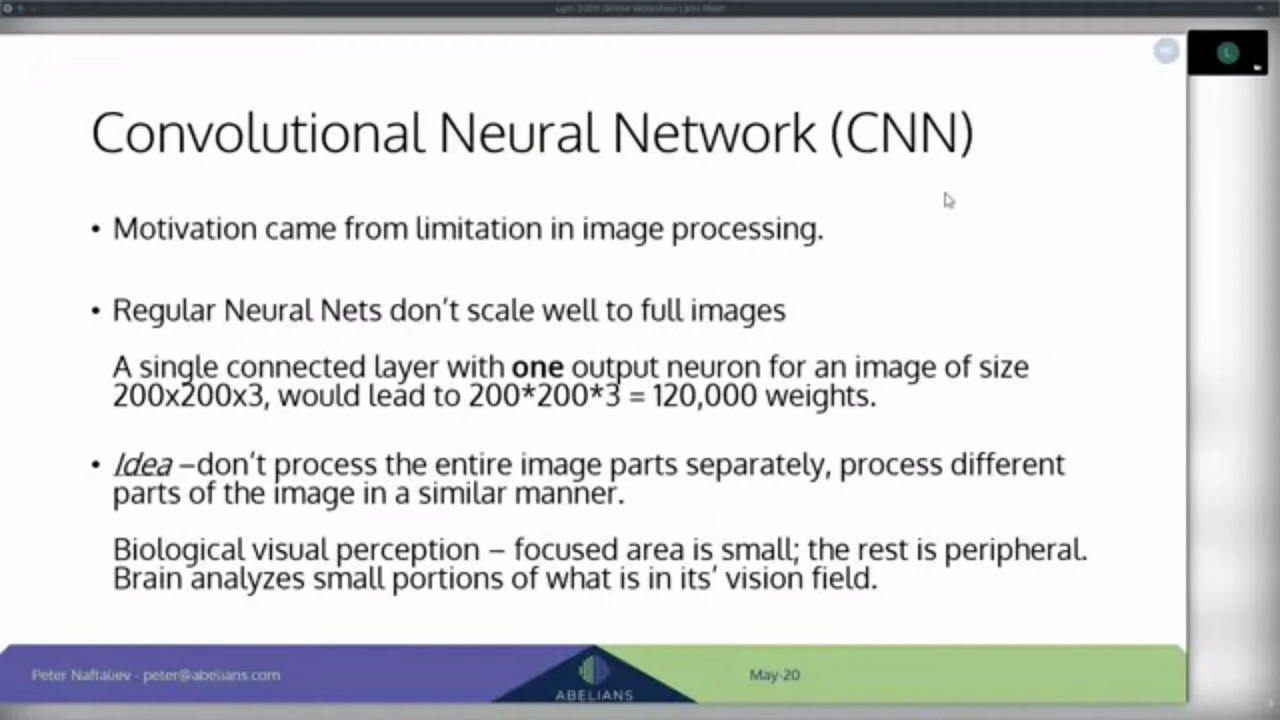 Convolutional Neural Network (CNN)
• Motivation came from limitation in image processing.
• Regular Neural Nets don't scale well to full images
A single connected layer with one output neuron for an image of size
200x200x3, would lead to 200*200*3 = 120,000 weights.
• Idea –don't process the entire image parts separately, process different
parts of the image in a similar manner.
Biological visual perception – focused area is small; the rest is peripheral.
Brain analyzes small portions of what is in its' vision field.
Peter Naftaliev - peter@abelians.com
ABELIANS
May-20
L